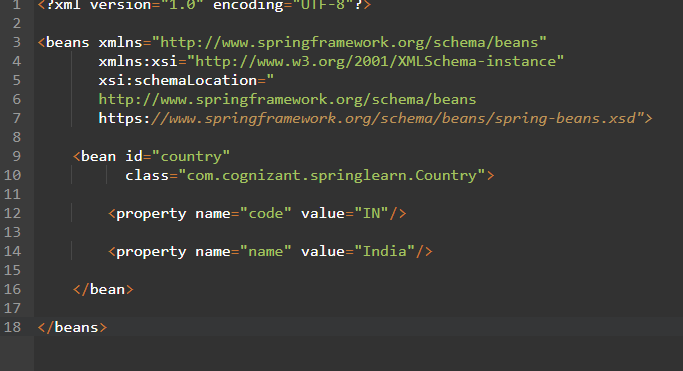 1 <?xml version="1.0" encoding="UTF-8"?>
2
3 <beans xmlns="http://www.springframework.org/schema/beans"
4        xmlns:xsi="http://www.w3.org/2001/XMLSchema-instance"
5        xsi:schemaLocation="
6        http://www.springframework.org/schema/beans
7        https://www.springframework.org/schema/beans/spring-beans.xsd">
8
9     <bean id="country"
10           class="com.cognizant.springlearn.Country">
11
12         <property name="code" value="IN"/>
13
14         <property name="name" value="India"/>
15
16     </bean>
17
18 </beans>